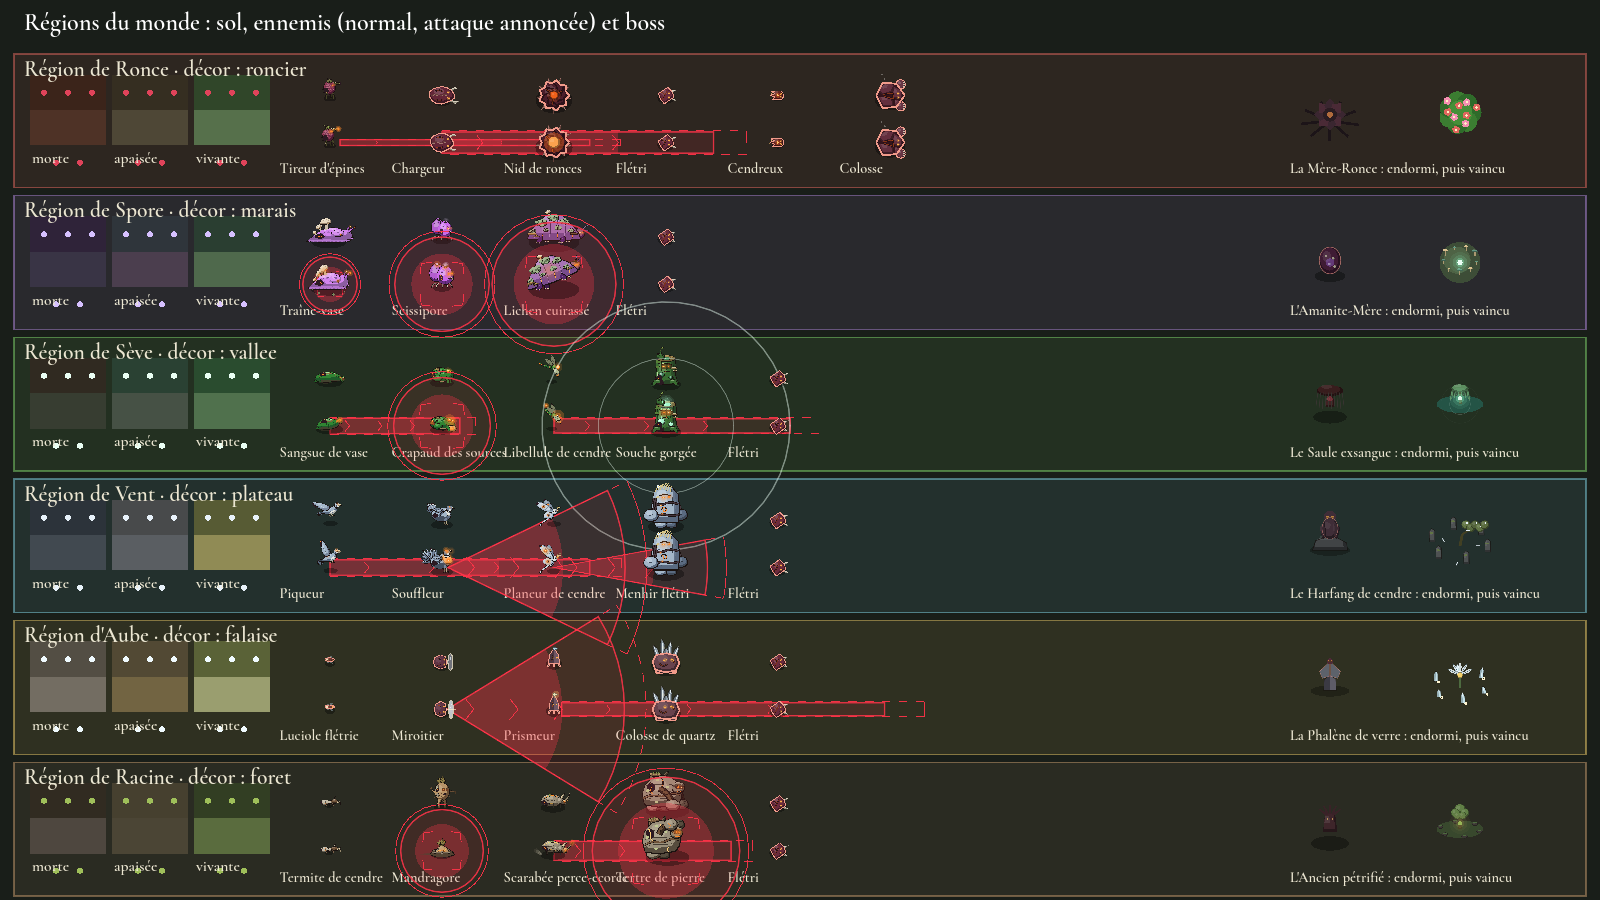 Régions du monde : sol, ennemis (normal, attaque annoncée) et boss
Région de Ronce · décor : roncier
morte apaisée vivante
Tireur d'épines Chargeur Nid de ronces Flétri Cendreux Colosse La Mère-Ronce : endormi, puis vaincu
Région de Spore · décor : marais
morte apaisée vivante
Traîne-vase Scissipore Lichen cuirassé Flétri L'Amanite-Mère : endormi, puis vaincu
Région de Sève · décor : vallee
morte apaisée vivante
Sangsue de vase Crapaud des sources Libellule de cendre Souche gorgée Flétri Le Saule exsangue : endormi, puis vaincu
Région de Vent · décor : plateau
morte apaisée vivante
Piqueur Souffleur Planeur de cendre Menhir flétri Flétri Le Harfang de cendre : endormi, puis vaincu
Région d'Aube · décor : falaise
morte apaisée vivante
Luciole flétrie Miroitier Prismeur Colosse de quartz Flétri La Phalène de verre : endormi, puis vaincu
Région de Racine · décor : foret
morte apaisée vivante
Termite de cendre Mandragore Scarabée perce-écorce Tertre de pierre Flétri L'Ancien pétrifié : endormi, puis vaincu